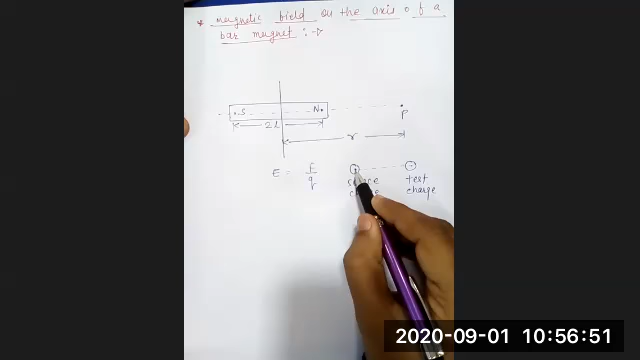 * magnetic field on the axis of a
bar magnet :-
S N
P
2l
r
E = F/q
source test
charge charge
2020-09-01 10:56:51